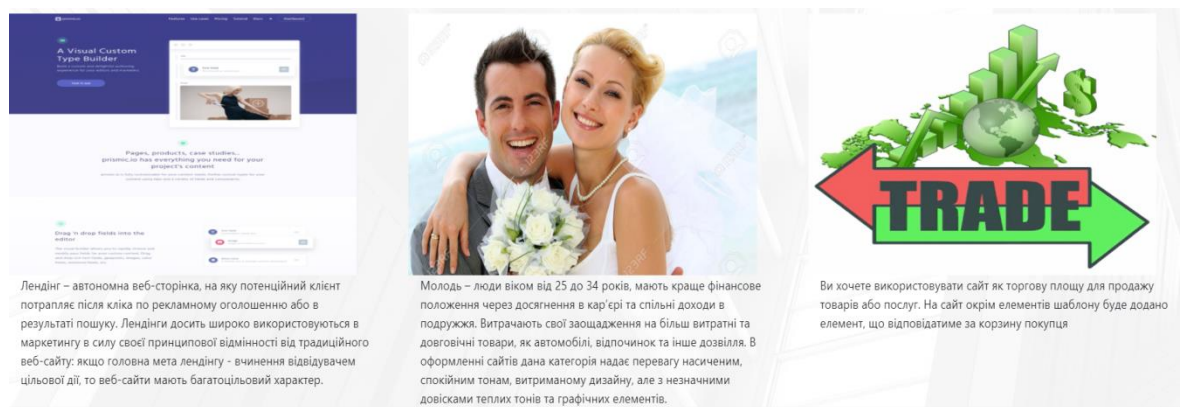 prismic.io
A Visual Custom
Type Builder
Pages, products, case studies...
prismic.io has everything you need for your
project's content
Drag 'n drop fields into the
editor
Лендінг – автономна веб-сторінка, на яку потенційний клієнт
потрапляє після кліка по рекламному оголошенню або в
результаті пошуку. Лендінги досить широко використовуються в
маркетингу в силу своєї принципової відмінності від традиційного
веб-сайту: якщо головна мета лендінгу - вчинення відвідувачем
цільової дії, то веб-сайти мають багатоцільовий характер.
Молодь – люди віком від 25 до 34 років, мають краще фінансове
положення через досягнення в кар'єрі та спільні доходи в
подружжя. Витрачають свої заощадження на більш витратні та
довговічні товари, як автомобілі, відпочинок та інше дозвілля. В
оформленні сайтів дана категорія надає перевагу насиченим,
спокійним тонам, витриманому дизайну, але з незначними
довісками теплих тонів та графічних елементів.
TRADE
Ви хочете використовувати сайт як торгову площу для продажу
товарів або послуг. На сайт окрім елементів шаблону буде додано
елемент, що відповідатиме за корзину покупця